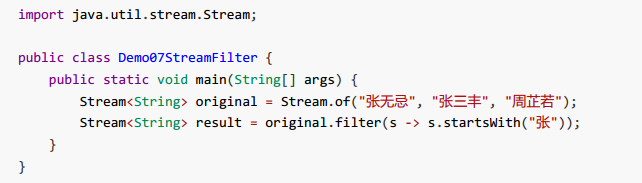 import java.util.stream.Stream;
public class Demo07StreamFilter {
public static void main(String[] args) {
Stream<String> original = Stream.of("张无忌", "张三丰", "周芷若");
Stream<String> result = original.filter(s -> s.startsWith("张"));
}
}